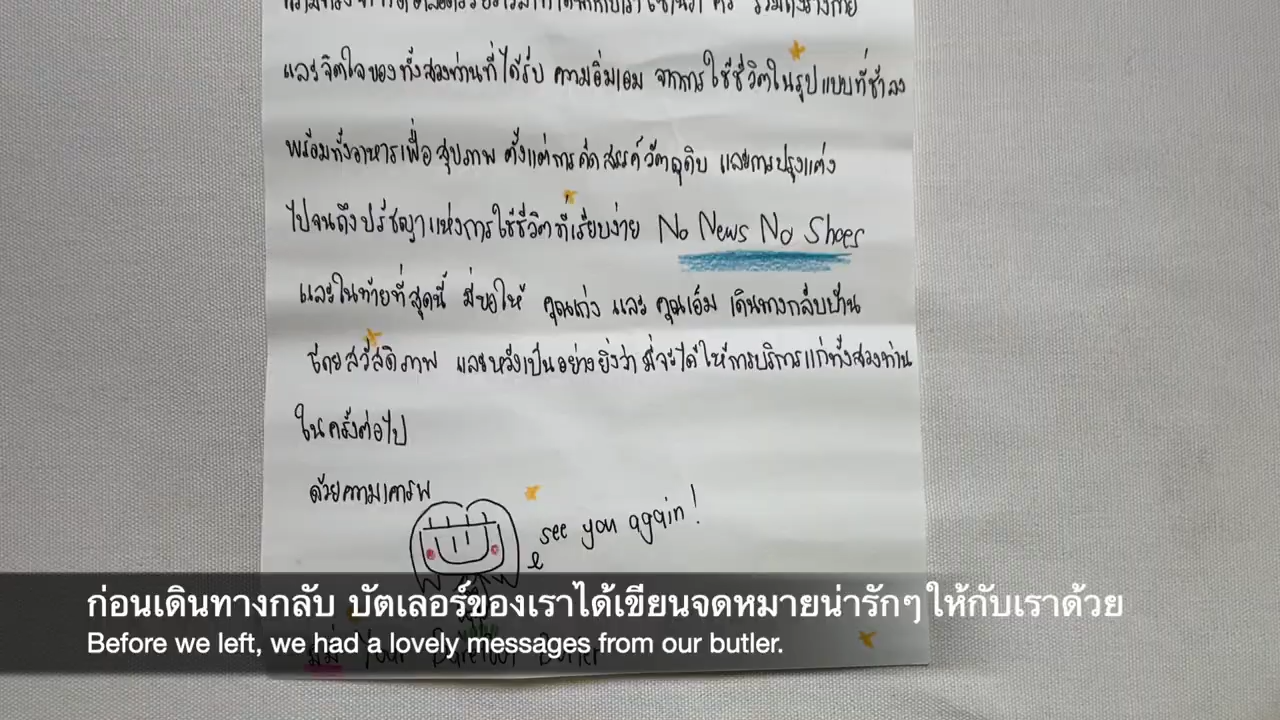 และจิตใจของทั้งสองท่านที่ได้รับ ความอิ่มเอม จากการใช้ชีวิตในรูปแบบที่ช้าลง
พร้อมทั้งอาหารเพื่อสุขภาพ ตั้งแต่การคัดสรรค์วัตถุดิบ และการปรุงแต่ง
ไปจนถึงปรัชญาแห่งการใช้ชีวิตที่เรียบง่าย No News No Shoes
และในท้ายที่สุดนี้ มี่ขอให้ คุณเก่ง และ คุณเอ็ม เดินทางกลับบ้าน
โดยสวัสดิภาพ และหวังเป็นอย่างยิ่งว่า มี่จะได้ให้การบริการแก่ทั้งสองท่าน
ในครั้งต่อไป
ด้วยความเคารพ
see you again!
ก่อนเดินทางกลับ บัตเลอร์ของเราได้เขียนจดหมายน่ารักๆ ให้กับเราด้วย
Before we left, we had a lovely messages from our butler.
มี่มี่ Your Barefoot Butler